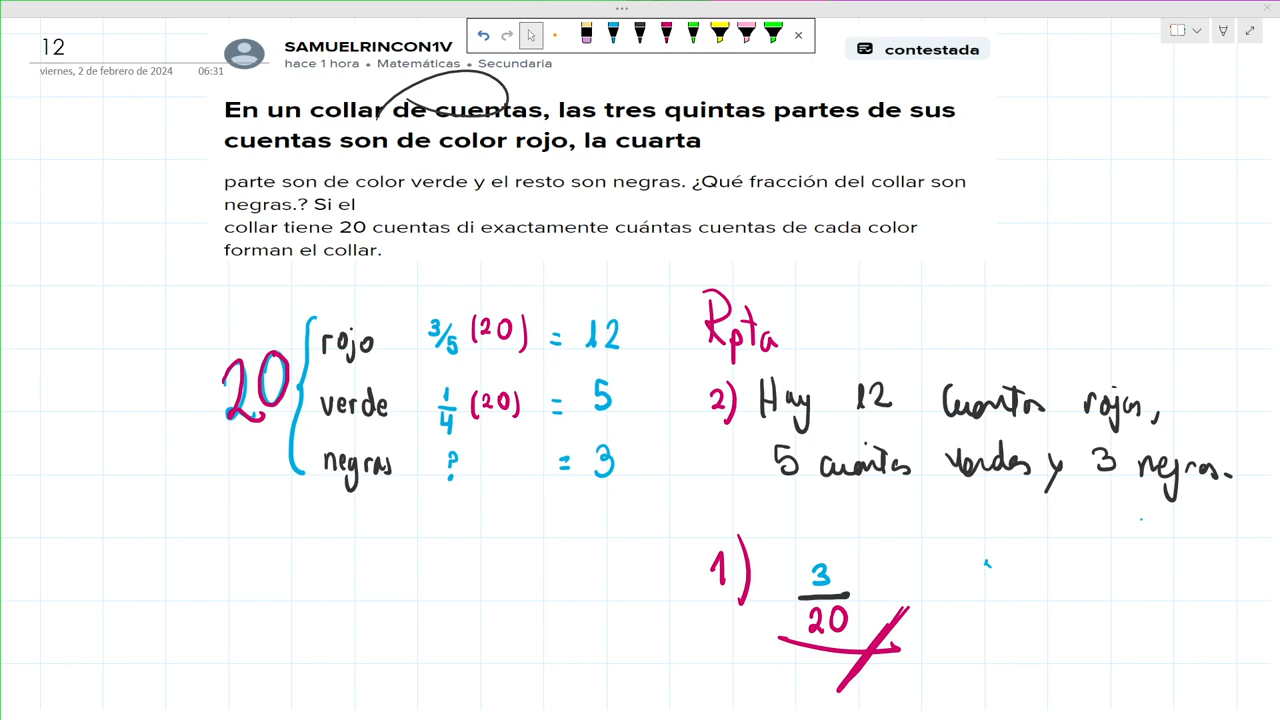 12
viernes, 2 de febrero de 2024 06:31
SAMUELRINCON1V
hace 1 hora • Matemáticas • Secundaria
contestada
En un collar de cuentas, las tres quintas partes de sus
cuentas son de color rojo, la cuarta
parte son de color verde y el resto son negras. ¿Qué fracción del collar son
negras.? Si el
collar tiene 20 cuentas di exactamente cuántas cuentas de cada color
forman el collar.
20
rojo 3/5 (20) = 12
verde 1/4 (20) = 5
negras ? = 3
Rpta
2) Hay 12 cuentas rojas,
5 cuentas verdes y 3 negras.
1) 3/20